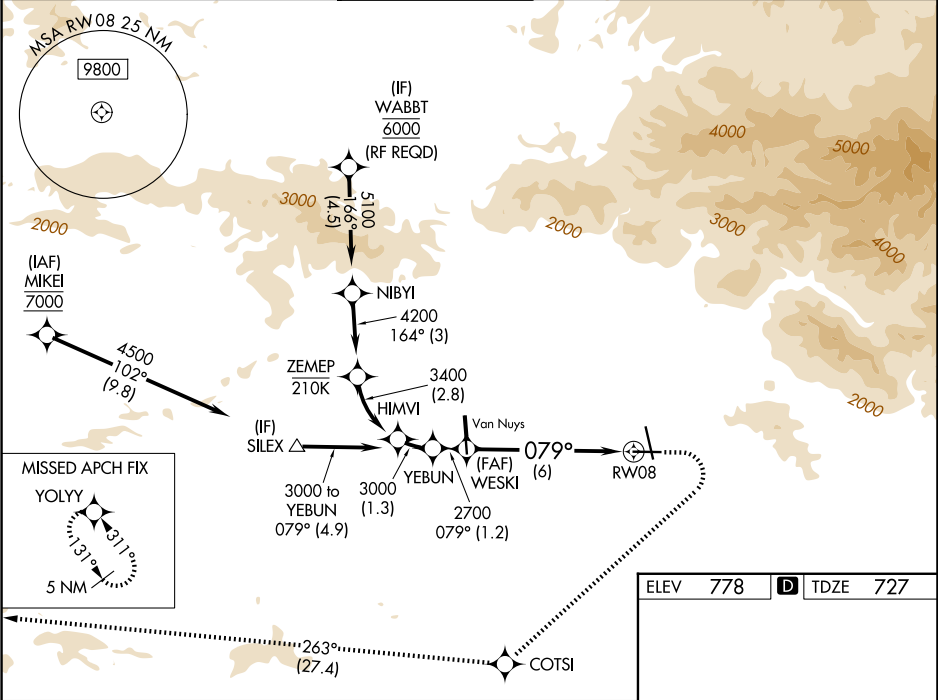 MSA RW08 25 NM
9800
(IF)
WABBT
6000
(RF REQD)
4000
5000
3000
5100
166°
(4.5)
2000
2000
3000
4000
(IAF)
MIKEI
7000
NIBYI
4200
164° (3)
4500
102°
(9.8)
ZEMEP
210K
3400
(2.8)
HIMVI
2000
(IF)
SILEX
Van Nuys
079°
(6)
RW08
YEBUN
(FAF)
WESKI
3000 to
YEBUN
079° (4.9)
3000
(1.3)
2700
079° (1.2)
MISSED APCH FIX
YOLYY
311°
131°
5 NM
ELEV 778 D TDZE 727
263°
(27.4)
COTSI